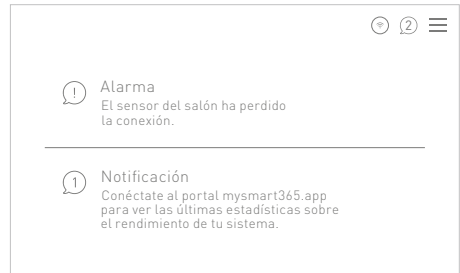 2
!
Alarma
El sensor del salón ha perdido
la conexión.
1
Notificación
Conéctate al portal mysmart365.app
para ver las últimas estadísticas sobre
el rendimiento de tu sistema.